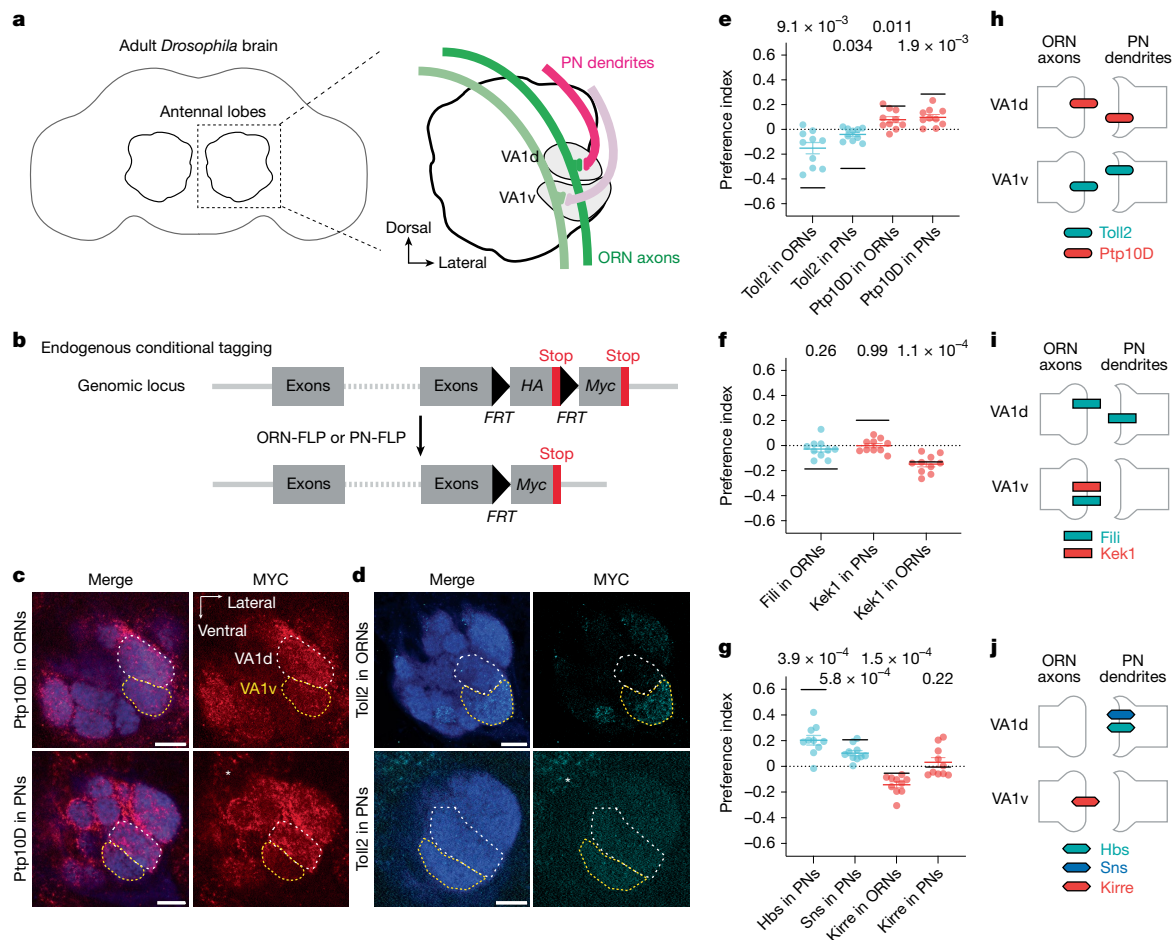 a
Adult Drosophila brain
Antennal lobes
PN dendrites
VA1d
VA1v
Dorsal
Lateral
ORN axons
b
Endogenous conditional tagging
Genomic locus
Exons
Exons
HA
Stop
Myc
Stop
FRT
FRT
ORN-FLP or PN-FLP
Exons
Exons
Myc
Stop
FRT
c
Merge
MYC
Ptp10D in ORNs
Lateral
Ventral
VA1d
VA1v
Ptp10D in PNs
*
d
Merge
MYC
Toll2 in ORNs
Toll2 in PNs
*
e
9.1 × 10−3
0.034
0.011
1.9 × 10−3
Preference index
0.6
0.4
0.2
0
−0.2
−0.4
−0.6
Toll2 in ORNs
Toll2 in PNs
Ptp10D in ORNs
Ptp10D in PNs
f
0.26
0.99
1.1 × 10−4
Preference index
0.6
0.4
0.2
0
−0.2
−0.4
−0.6
Fili in ORNs
Kek1 in PNs
Kek1 in ORNs
g
3.9 × 10−4
5.8 × 10−4
1.5 × 10−4
0.22
Preference index
0.6
0.4
0.2
0
−0.2
−0.4
−0.6
Hbs in PNs
Sns in PNs
Kirre in ORNs
Kirre in PNs
h
ORN axons
PN dendrites
VA1d
VA1v
Toll2
Ptp10D
i
ORN axons
PN dendrites
VA1d
VA1v
Fili
Kek1
j
ORN axons
PN dendrites
VA1d
VA1v
Hbs
Sns
Kirre